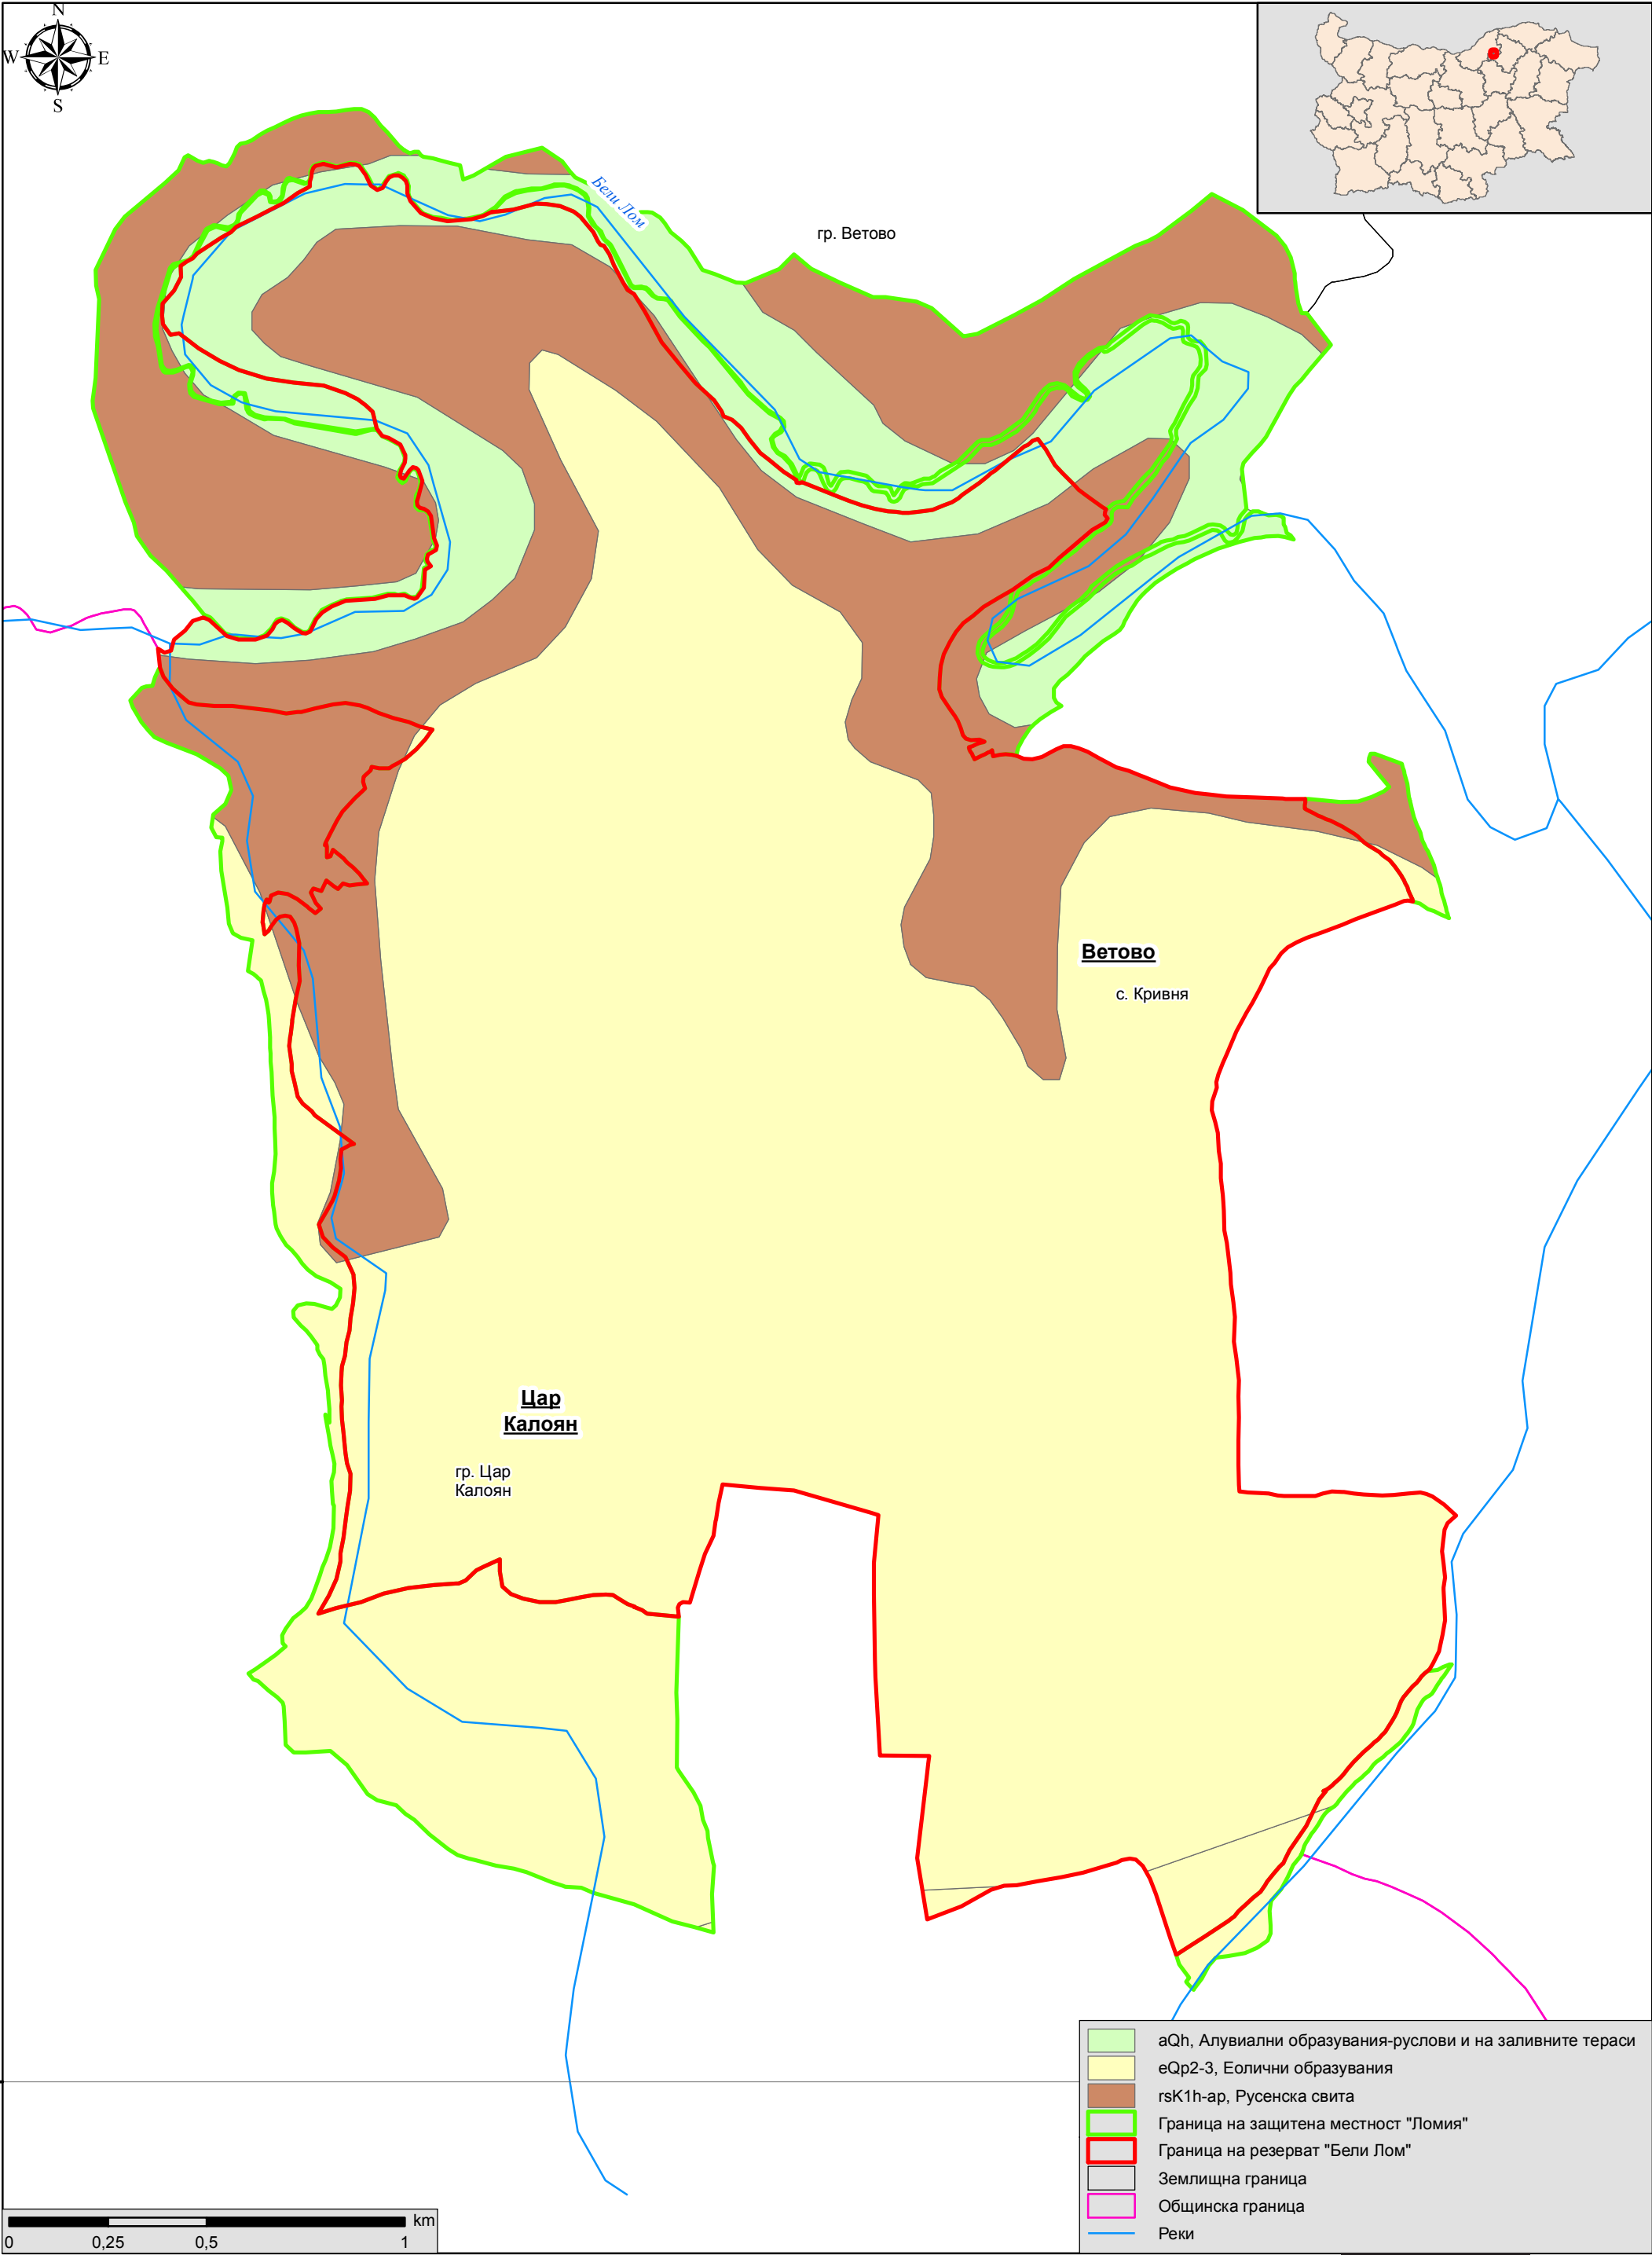 N
W
E
S
Бели Лом
гр. Ветово
Ветово
с. Кривня
Цар
Калоян
гр. Цар
Калоян
aQh, Алувиални образувания-руслови и на заливните тераси
eQp2-3, Еолични образувания
rsK1h-ap, Русенска свита
Граница на защитена местност "Ломия"
Граница на резерват "Бели Лом"
Землищна граница
Общинска граница
Реки
km
0
0,25
0,5
1